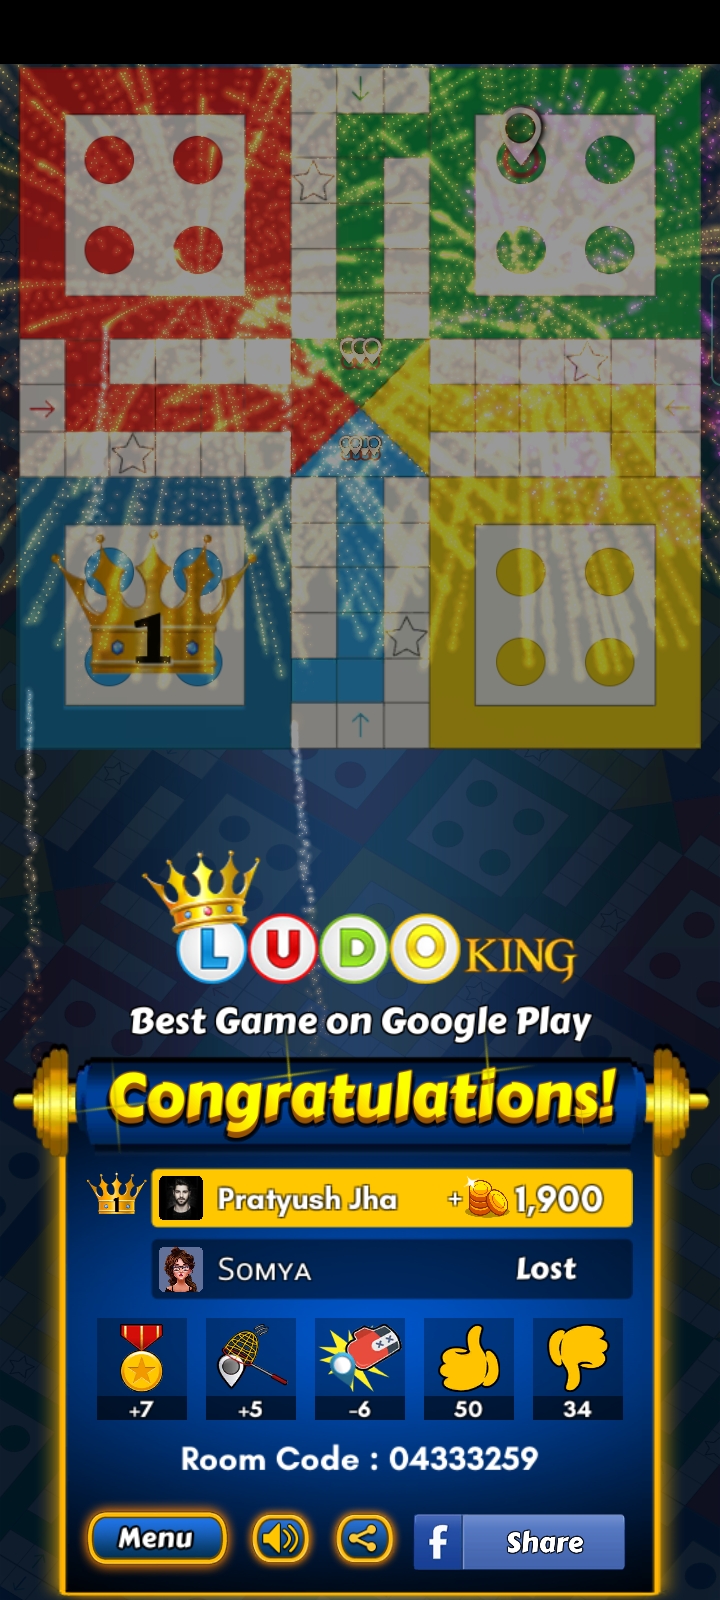 1
LUDO KING
Best Game on Google Play
Congratulations!
1 Pratyush Jha + 1,900
Somya Lost
+7 +5 -6 50 34
Room Code : 04333259
Menu f Share